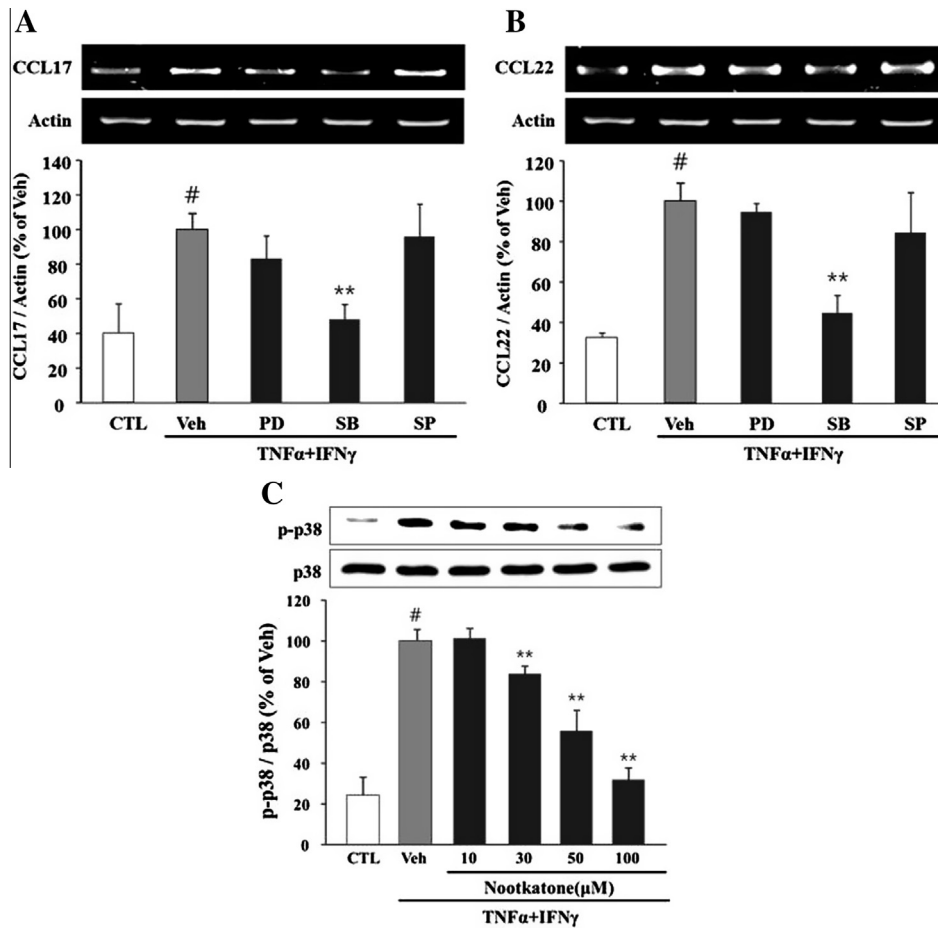 A
CCL17
Actin
CCL17 / Actin (% of Veh)
140
120
100
80
60
40
20
0
#
**
CTL Veh PD SB SP
TNFα+IFNγ
B
CCL22
Actin
CCL22 / Actin (% of Veh)
120
100
80
60
40
20
0
#
**
CTL Veh PD SB SP
TNFα+IFNγ
C
p-p38
p38
p-p38 / p38 (% of Veh)
120
100
80
60
40
20
0
#
**
**
**
CTL Veh 10 30 50 100
Nootkatone(μM)
TNFα+IFNγ